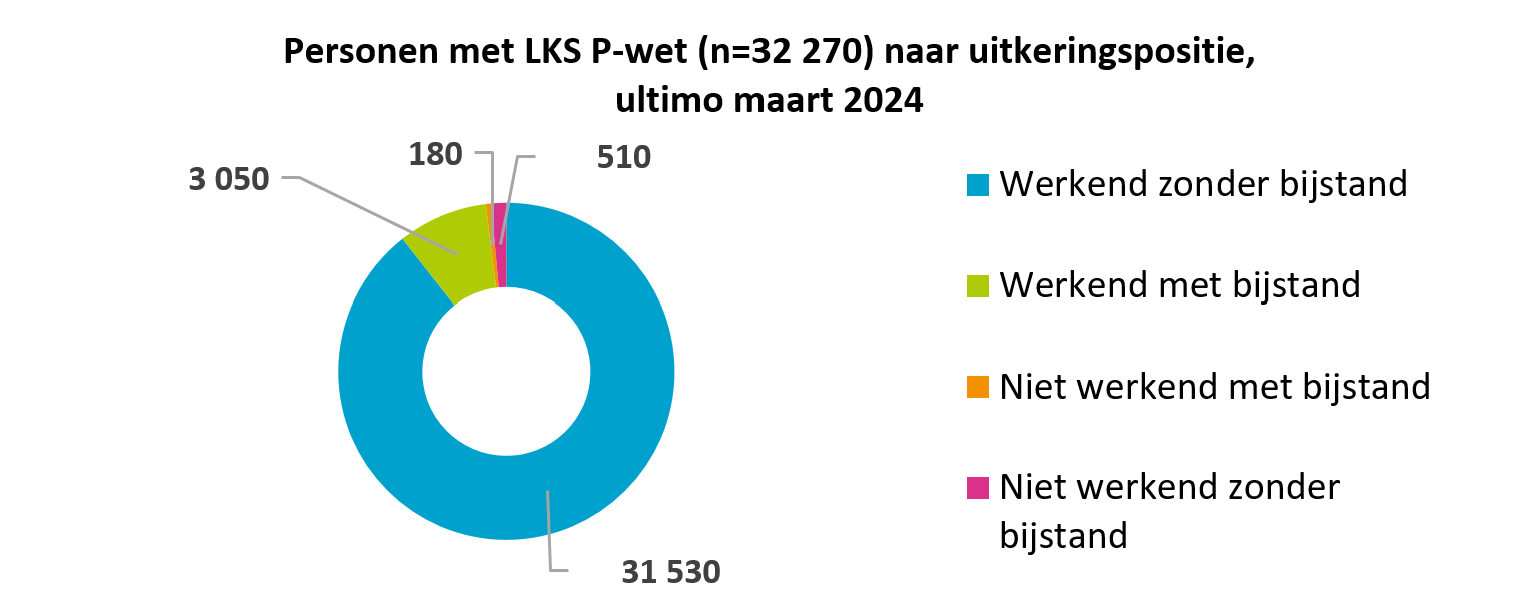 Personen met LKS P-wet (n=32 270) naar uitkeringspositie,
ultimo maart 2024
180
510
3 050
31 530
Werkend zonder bijstand
Werkend met bijstand
Niet werkend met bijstand
Niet werkend zonder
bijstand